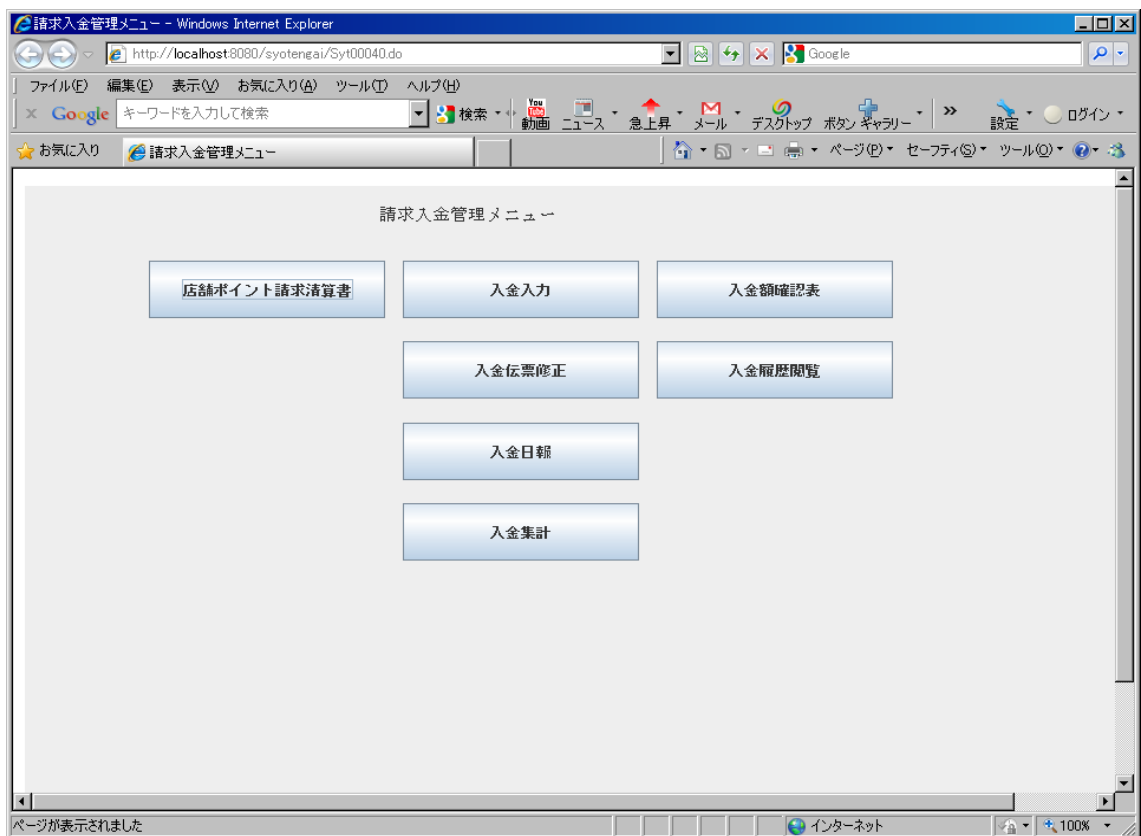 請求入金管理メニュー - Windows Internet Explorer
http://localhost:8080/syotengai/Syt00040.do
Google
ファイル(F) 編集(E) 表示(V) お気に入り(A) ツール(T) ヘルプ(H)
× Google キーワードを入力して検索 検索 You Tube 動画 ニュース 急上昇 メール デスクトップ ボタン ギャラリー » 設定 ログイン
お気に入り 請求入金管理メニュー ページ(P) セーフティ(S) ツール(O)
請求入金管理メニュー
店舗ポイント請求清算書 入金入力 入金額確認表
入金伝票修正 入金履歴閲覧
入金日報
入金集計
ページが表示されました インターネット 100%